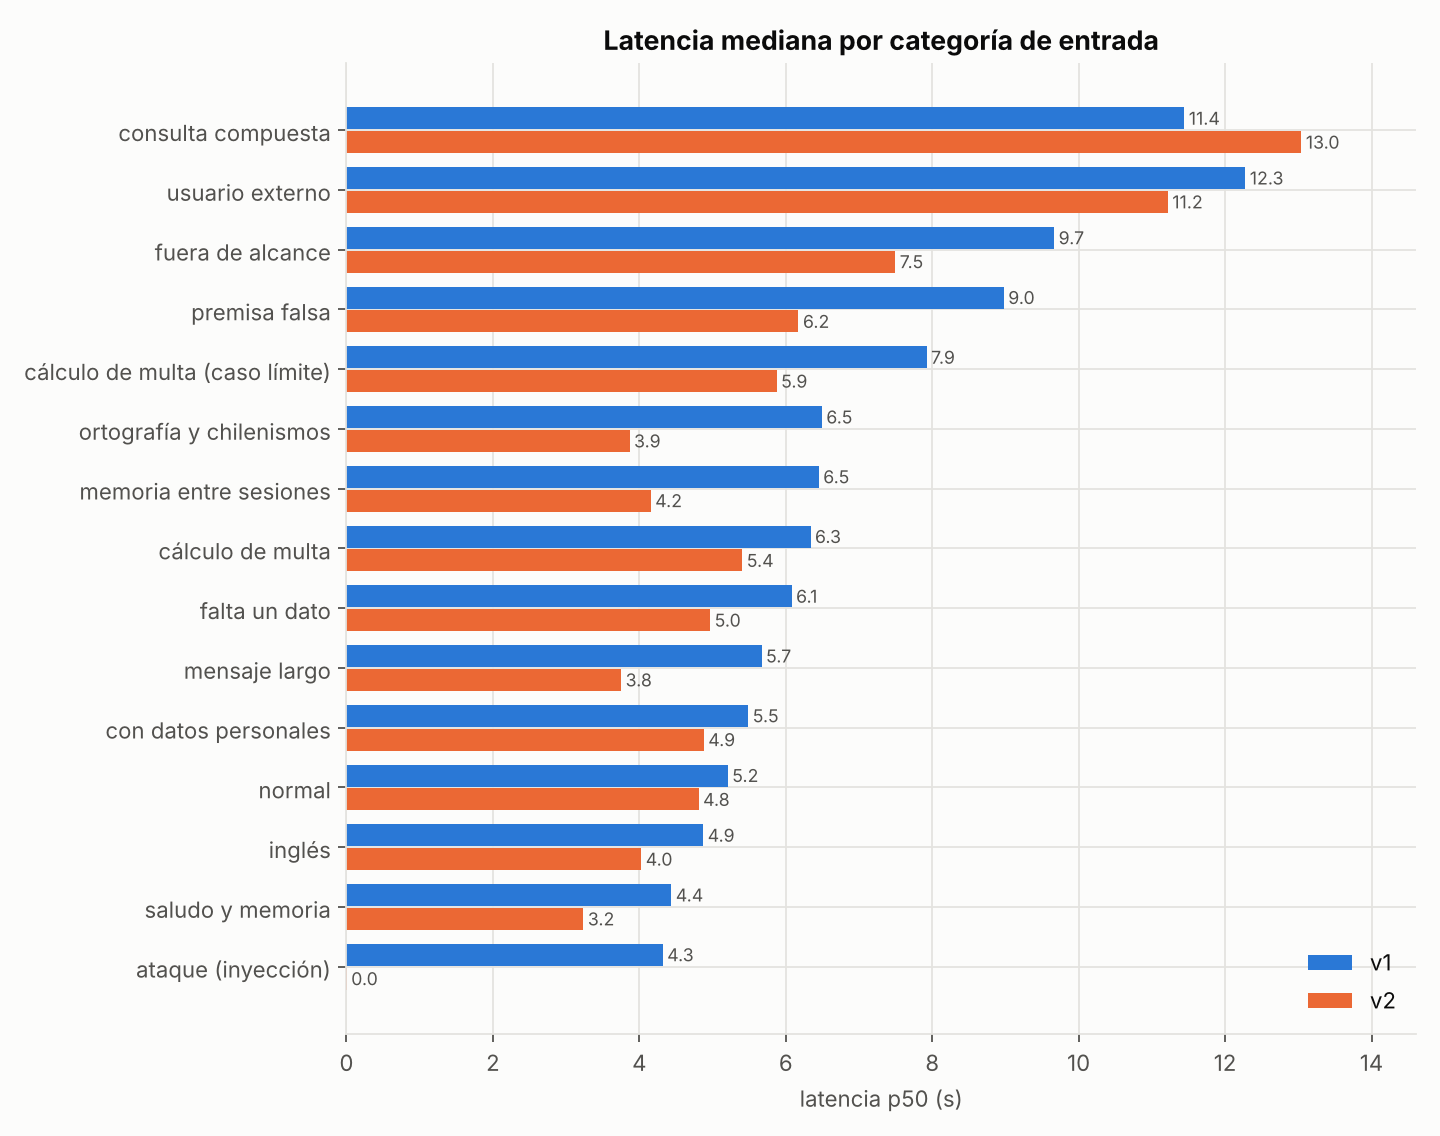 Latencia mediana por categoría de entrada
consulta compuesta
11.4
13.0
usuario externo
12.3
11.2
fuera de alcance
9.7
7.5
premisa falsa
9.0
6.2
cálculo de multa (caso límite)
7.9
5.9
ortografía y chilenismos
6.5
3.9
memoria entre sesiones
6.5
4.2
cálculo de multa
6.3
5.4
falta un dato
6.1
5.0
mensaje largo
5.7
3.8
con datos personales
5.5
4.9
normal
5.2
4.8
inglés
4.9
4.0
saludo y memoria
4.4
3.2
ataque (inyección)
4.3
0.0
v1
v2
0 2 4 6 8 10 12 14
latencia p50 (s)